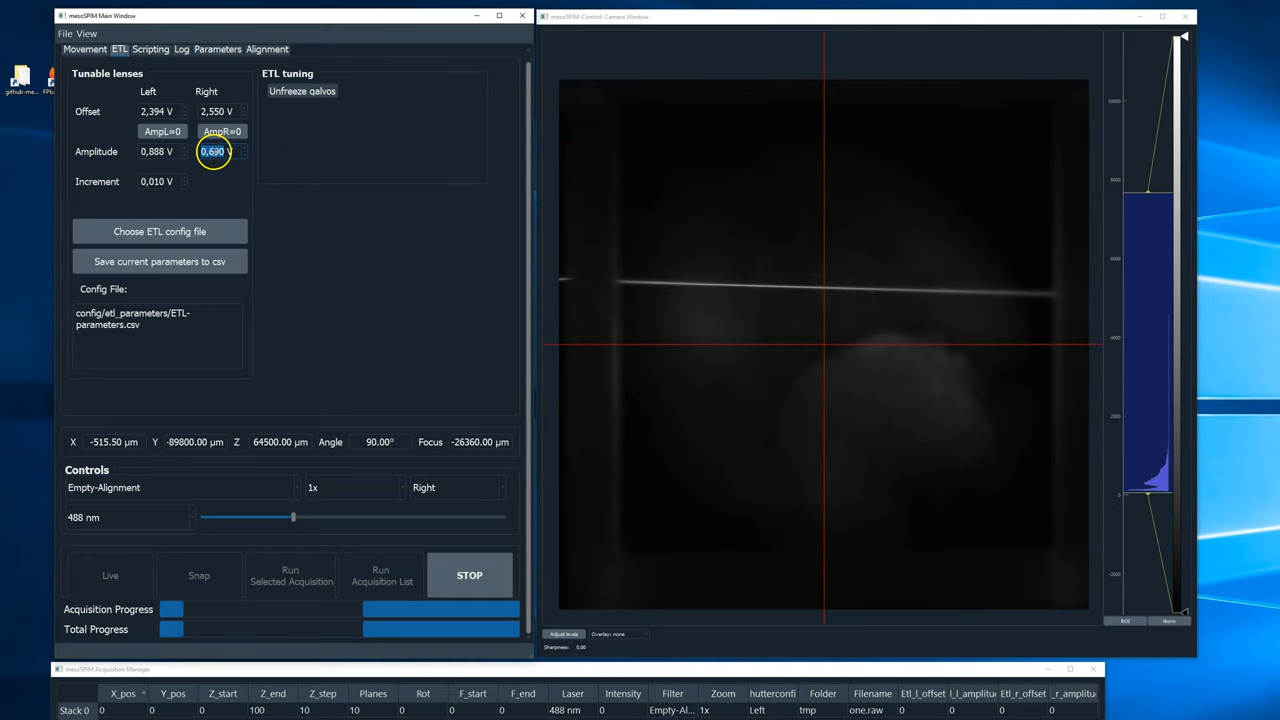 mesoSPIM Main Window
File View
Movement ETL Scripting Log Parameters Alignment
Tunable lenses
Left Right
Offset 2,394 V 2,550 V
AmpL=0 AmpR=0
Amplitude 0,888 V 0,690 V
Increment 0,010 V
Choose ETL config file
Save current parameters to csv
Config File:
config/etl_parameters/ETL-
parameters.csv
ETL tuning
Unfreeze galvos
X -515.50 µm Y -89800.00 µm Z 64500.00 µm Angle 90.00° Focus -26360.00 µm
Controls
Empty-Alignment 1x Right
488 nm
Live Snap Run
Selected Acquisition Run
Acquisition List STOP
Acquisition Progress
Total Progress
mesoSPIM-Control: Camera Window
10000
8000
6000
4000
2000
0
-2000
ROI Norm
Adjust levels Overlay: none
Sharpness: 0.00
mesoSPIM Acquisition Manager
X_pos Y_pos Z_start Z_end Z_step Planes Rot F_start F_end Laser Intensity Filter Zoom hutterconfi Folder Filename Etl_l_offset l_l_amplitud Etl_r_offset _r_amplitud
Stack 0 0 0 0 100 10 10 0 0 0 488 nm 0 Empty-Al... 1x Left tmp one.raw 0 0 0 0
github-me...